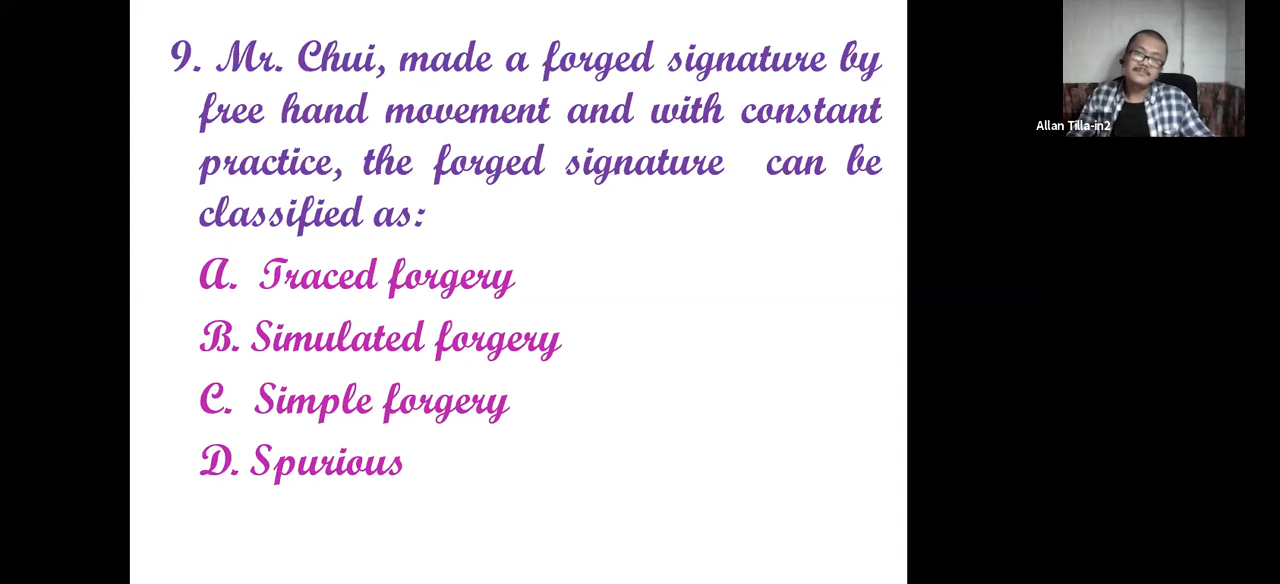 9. Mr. Chui, made a forged signature by
free hand movement and with constant
practice, the forged signature can be
classified as:
A. Traced forgery
B. Simulated forgery
C. Simple forgery
D. Spurious
Allan Tilla-in2